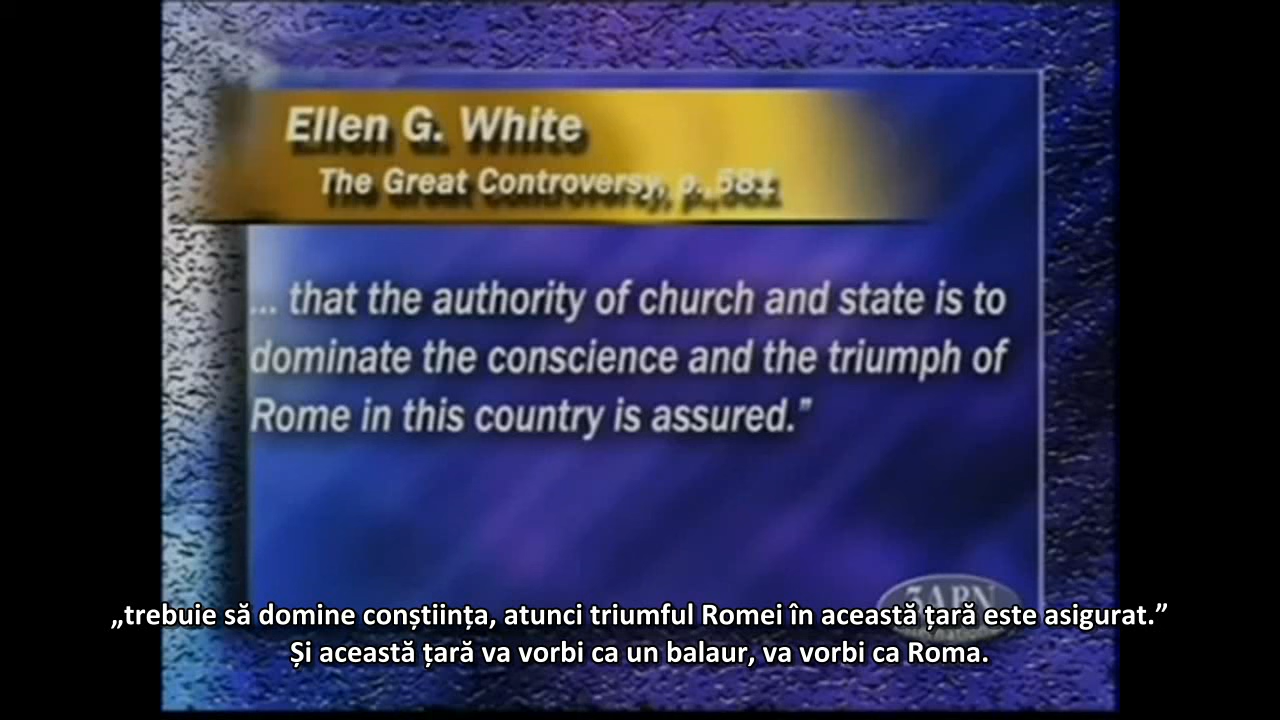 Ellen G. White
The Great Controversy, p.,581
... that the authority of church and state is to
dominate the conscience and the triumph of
Rome in this country is assured.”
3ABN
„trebuie să domine conștiința, atunci triumful Romei în această țară este asigurat.”
Și această țară va vorbi ca un balaur, va vorbi ca Roma.